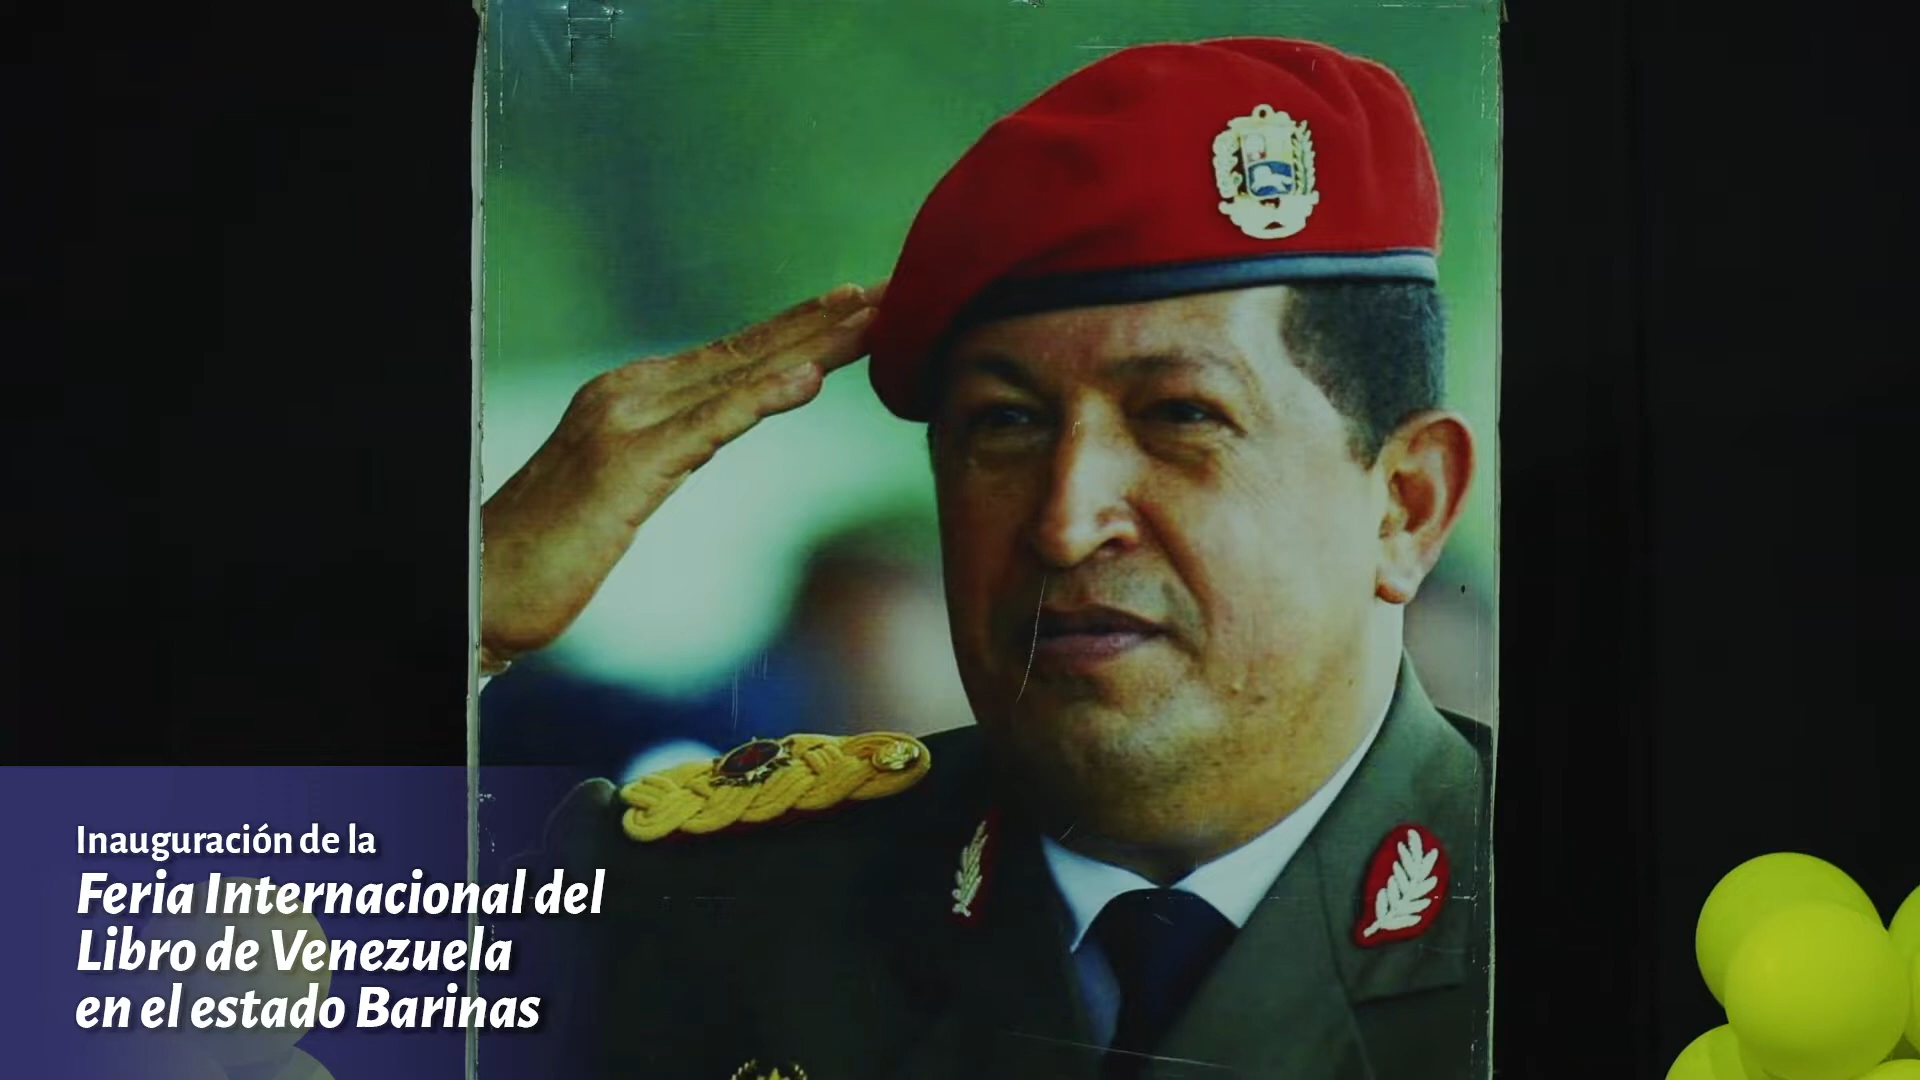 Inauguración de la
Feria Internacional del
Libro de Venezuela
en el estado Barinas